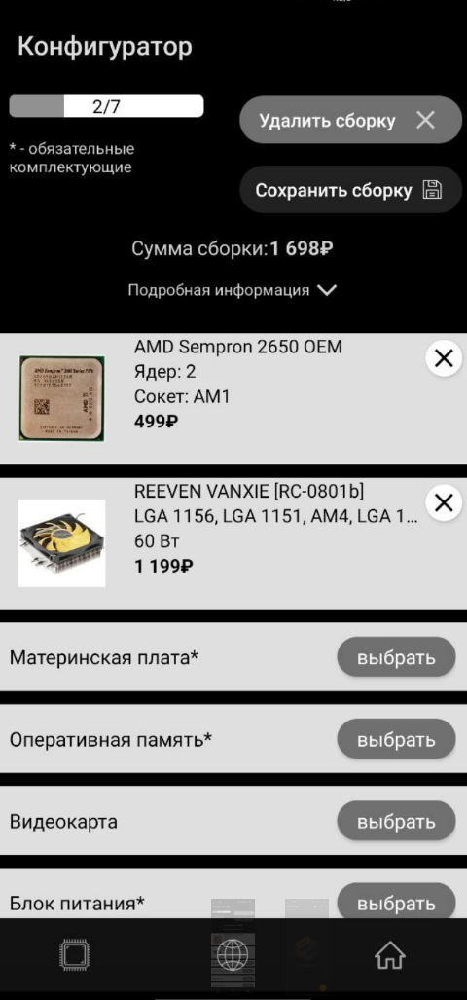 Конфигуратор
2/7
Удалить сборку
* - обязательные
комплектующие
Сохранить сборку
Сумма сборки:1 698₽
Подробная информация
AMD Sempron 2650 OEM
Ядер: 2
Сокет: AM1
499₽
REEVEN VANXIE [RC-0801b]
LGA 1156, LGA 1151, AM4, LGA 1...
60 Вт
1 199₽
Материнская плата*
выбрать
Оперативная память*
выбрать
Видеокарта
выбрать
Блок питания*
выбрать